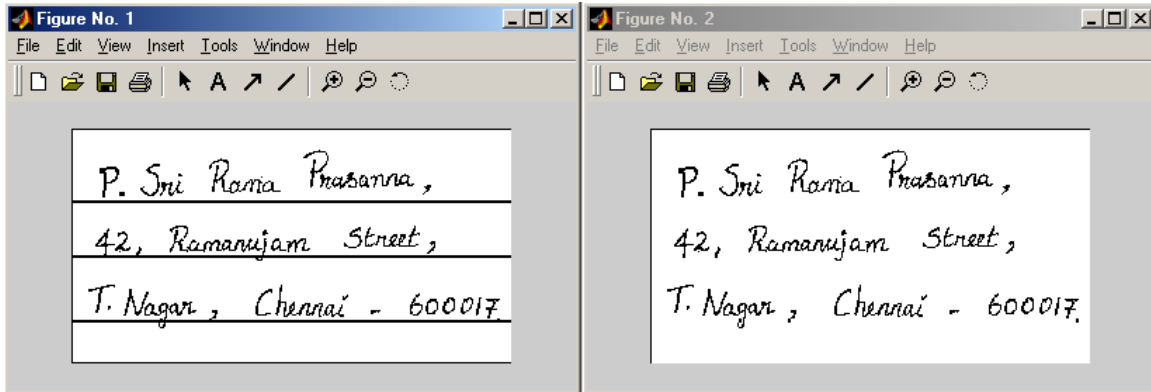 Figure No. 1
File Edit View Insert Tools Window Help
A
P. Sri Rama Prasanna,
42, Ramanujam Street,
T. Nagar, Chennai - 600017.
Figure No. 2
File Edit View Insert Tools Window Help
A
P. Sri Rama Prasanna,
42, Ramanujam Street,
T. Nagar, Chennai - 600017.